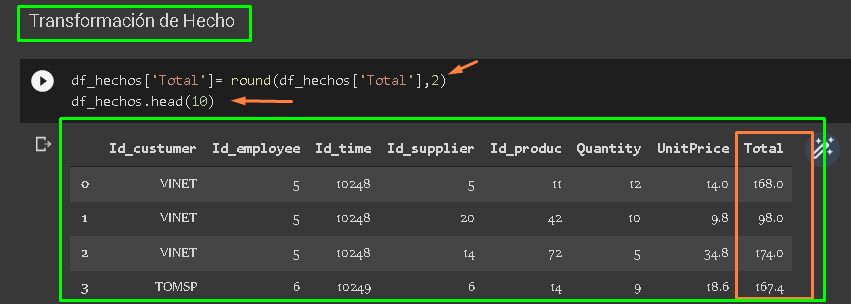 Transformación de Hecho
df_hechos['Total']= round(df_hechos['Total'],2)
df_hechos.head(10)
Id_custumer Id_employee Id_time Id_supplier Id_produc Quantity UnitPrice Total
0 VINET 5 10248 5 11 12 14.0 168.0
1 VINET 5 10248 20 42 10 9.8 98.0
2 VINET 5 10248 14 72 5 34.8 174.0
3 TOMSP 6 10249 6 14 9 18.6 167.4